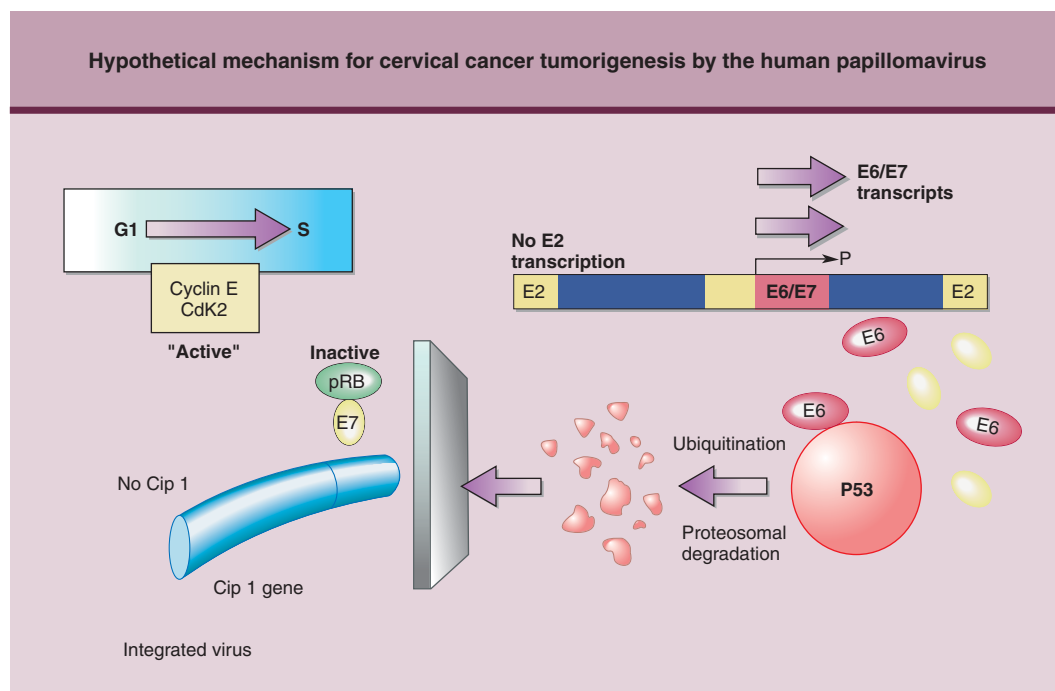 Hypothetical mechanism for cervical cancer tumorigenesis by the human papillomavirus
E6/E7
transcripts
G1
S
No E2
transcription
P
E2
E6/E7
E2
Cyclin E
CdK2
"Active"
Inactive
pRB
E7
E6
E6
E6
Ubiquitination
P53
No Cip 1
Proteosomal
degradation
Cip 1 gene
Integrated virus